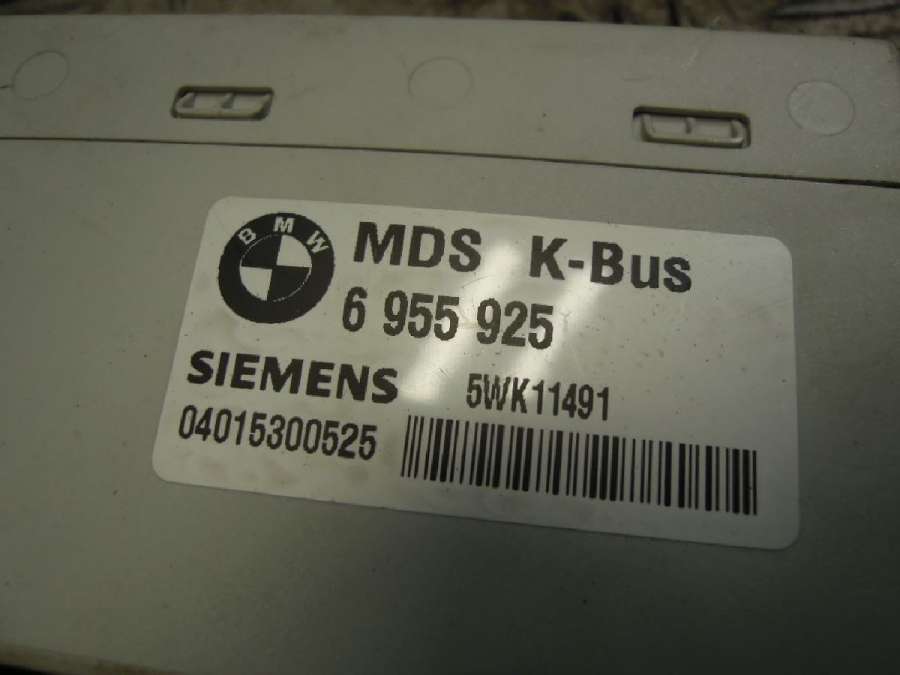 BMW
MDS K-Bus
6 955 925
SIEMENS 5WK11491
04015300525